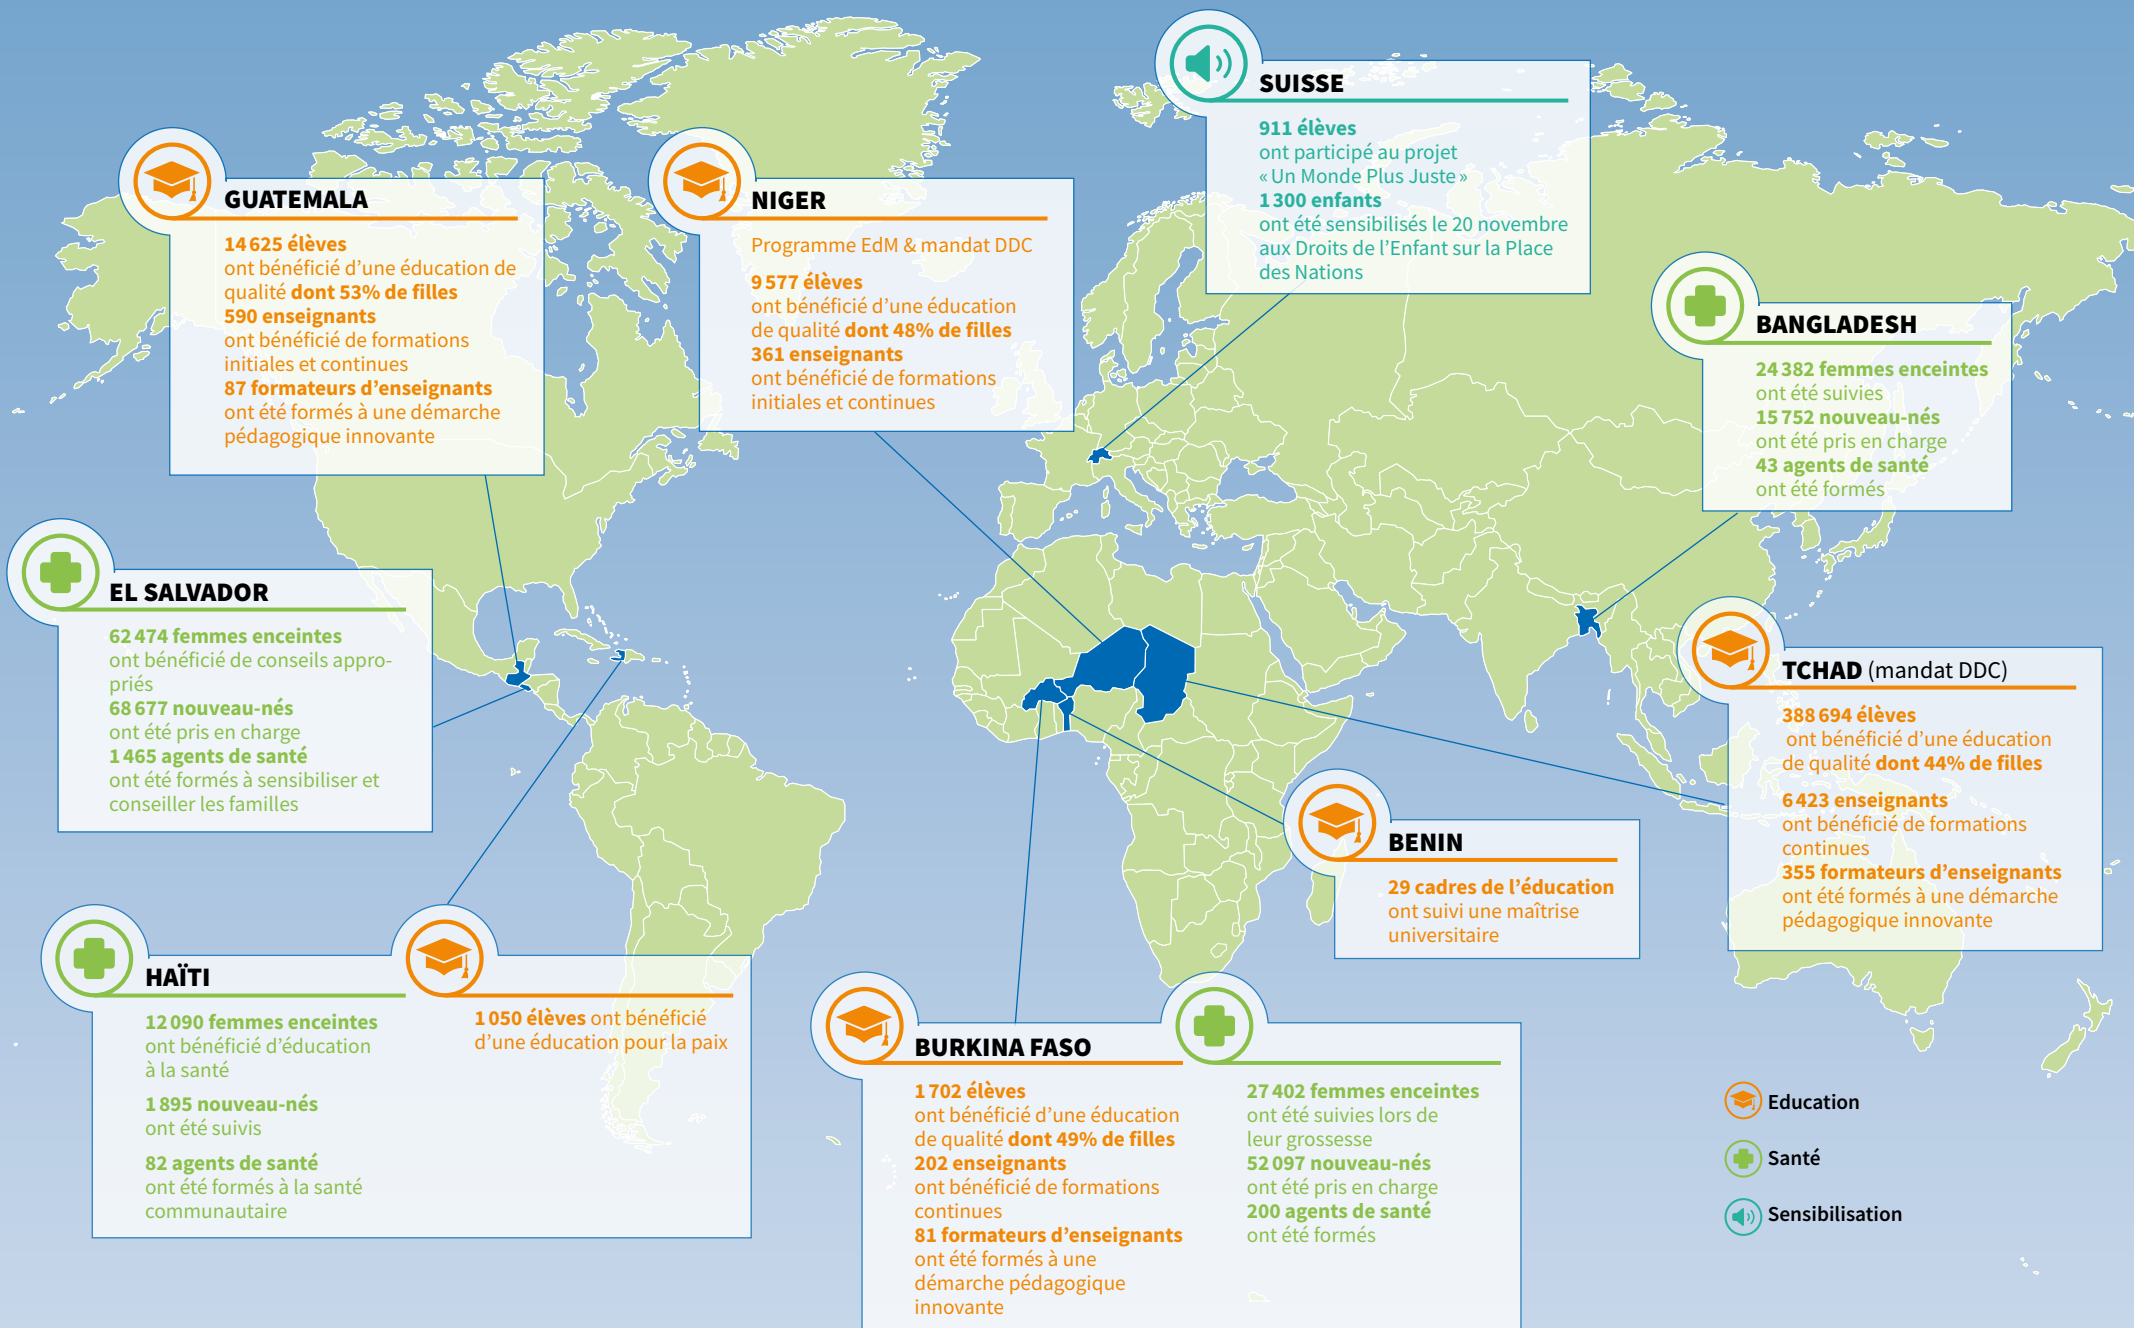 SUISSE
911 élèves
ont participé au projet
« Un Monde Plus Juste »
1 300 enfants
ont été sensibilisés le 20 novembre
aux Droits de l'Enfant sur la Place
des Nations
GUATEMALA
14 625 élèves
ont bénéficié d'une éducation de
qualité dont 53% de filles
590 enseignants
ont bénéficié de formations
initiales et continues
87 formateurs d'enseignants
ont été formés à une démarche
pédagogique innovante
NIGER
Programme EdM & mandat DDC
9 577 élèves
ont bénéficié d'une éducation
de qualité dont 48% de filles
361 enseignants
ont bénéficié de formations
initiales et continues
BANGLADESH
24 382 femmes enceintes
ont été suivies
15 752 nouveau-nés
ont été pris en charge
43 agents de santé
ont été formés
EL SALVADOR
62 474 femmes enceintes
ont bénéficié de conseils appro-
priés
68 677 nouveau-nés
ont été pris en charge
1 465 agents de santé
ont été formés à sensibiliser et
conseiller les familles
TCHAD (mandat DDC)
388 694 élèves
ont bénéficié d'une éducation
de qualité dont 44% de filles
6 423 enseignants
ont bénéficié de formations
continues
355 formateurs d'enseignants
ont été formés à une démarche
pédagogique innovante
BENIN
29 cadres de l'éducation
ont suivi une maîtrise
universitaire
HAÏTI
12 090 femmes enceintes
ont bénéficié d'éducation
à la santé
1 895 nouveau-nés
ont été suivis
82 agents de santé
ont été formés à la santé
communautaire
1 050 élèves ont bénéficié
d'une éducation pour la paix
BURKINA FASO
1 702 élèves
ont bénéficié d'une éducation
de qualité dont 49% de filles
202 enseignants
ont bénéficié de formations
continues
81 formateurs d'enseignants
ont été formés à une
démarche pédagogique
innovante
27 402 femmes enceintes
ont été suivies lors de
leur grossesse
52 097 nouveau-nés
ont été pris en charge
200 agents de santé
ont été formés
Education
Santé
Sensibilisation